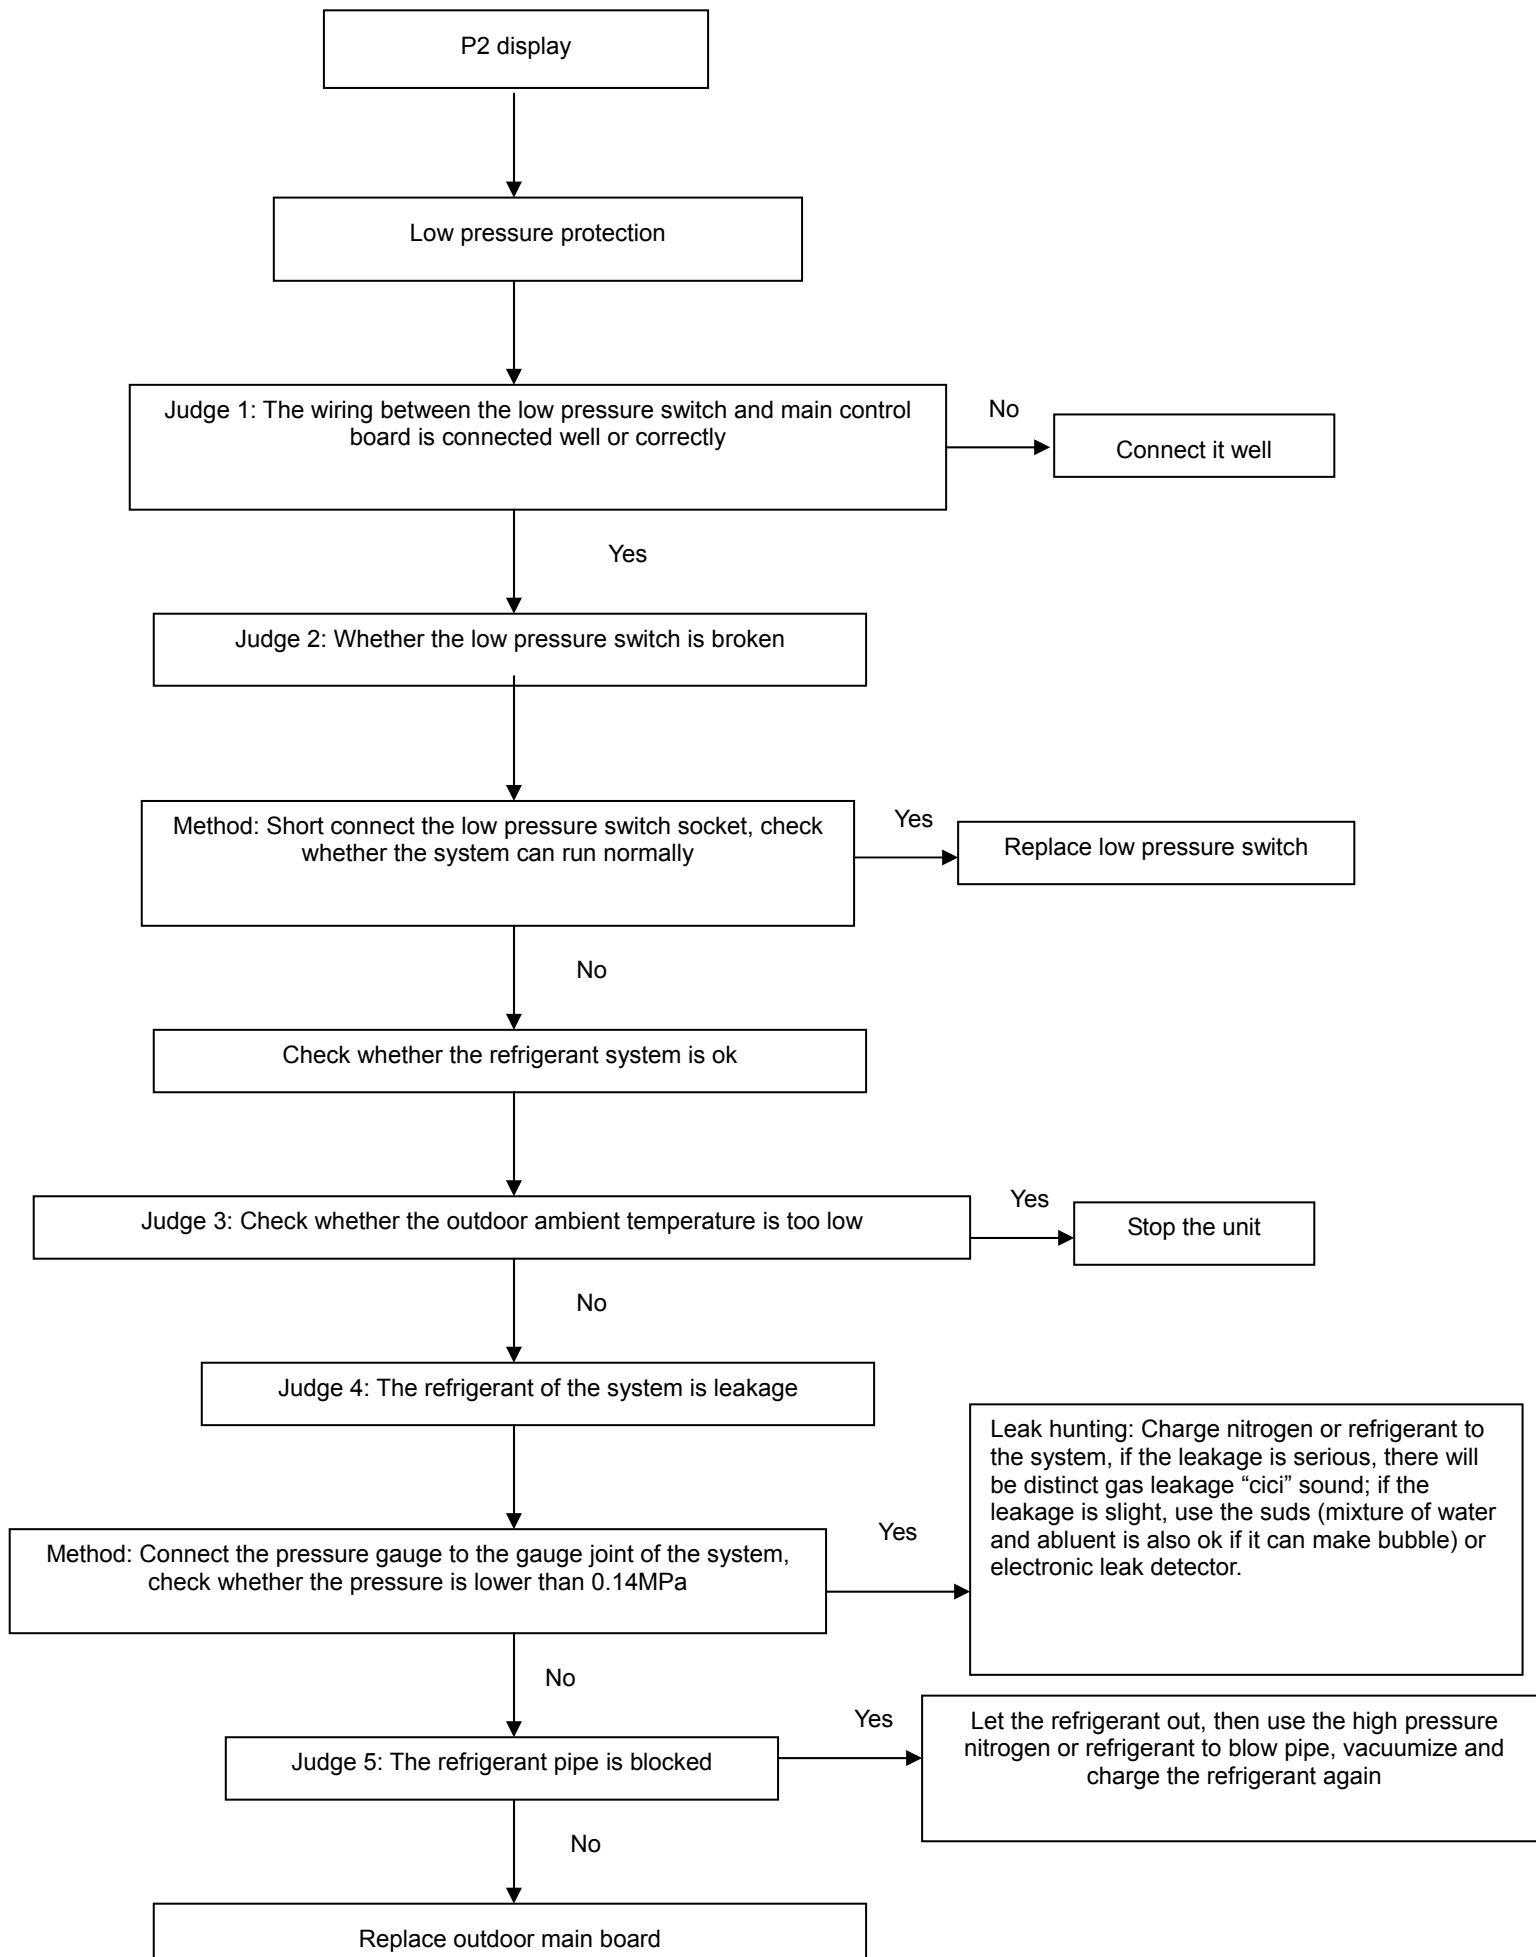 P2 display
Low pressure protection
Judge 1: The wiring between the low pressure switch and main control
board is connected well or correctly
No
Connect it well
Yes
Judge 2: Whether the low pressure switch is broken
Method: Short connect the low pressure switch socket, check
whether the system can run normally
Yes
Replace low pressure switch
No
Check whether the refrigerant system is ok
Judge 3: Check whether the outdoor ambient temperature is too low
Yes
Stop the unit
No
Judge 4: The refrigerant of the system is leakage
Method: Connect the pressure gauge to the gauge joint of the system,
check whether the pressure is lower than 0.14MPa
Yes
Leak hunting: Charge nitrogen or refrigerant to
the system, if the leakage is serious, there will
be distinct gas leakage “cici” sound; if the
leakage is slight, use the suds (mixture of water
and abluent is also ok if it can make bubble) or
electronic leak detector.
No
Judge 5: The refrigerant pipe is blocked
Yes
Let the refrigerant out, then use the high pressure
nitrogen or refrigerant to blow pipe, vacuumize and
charge the refrigerant again
No
Replace outdoor main board